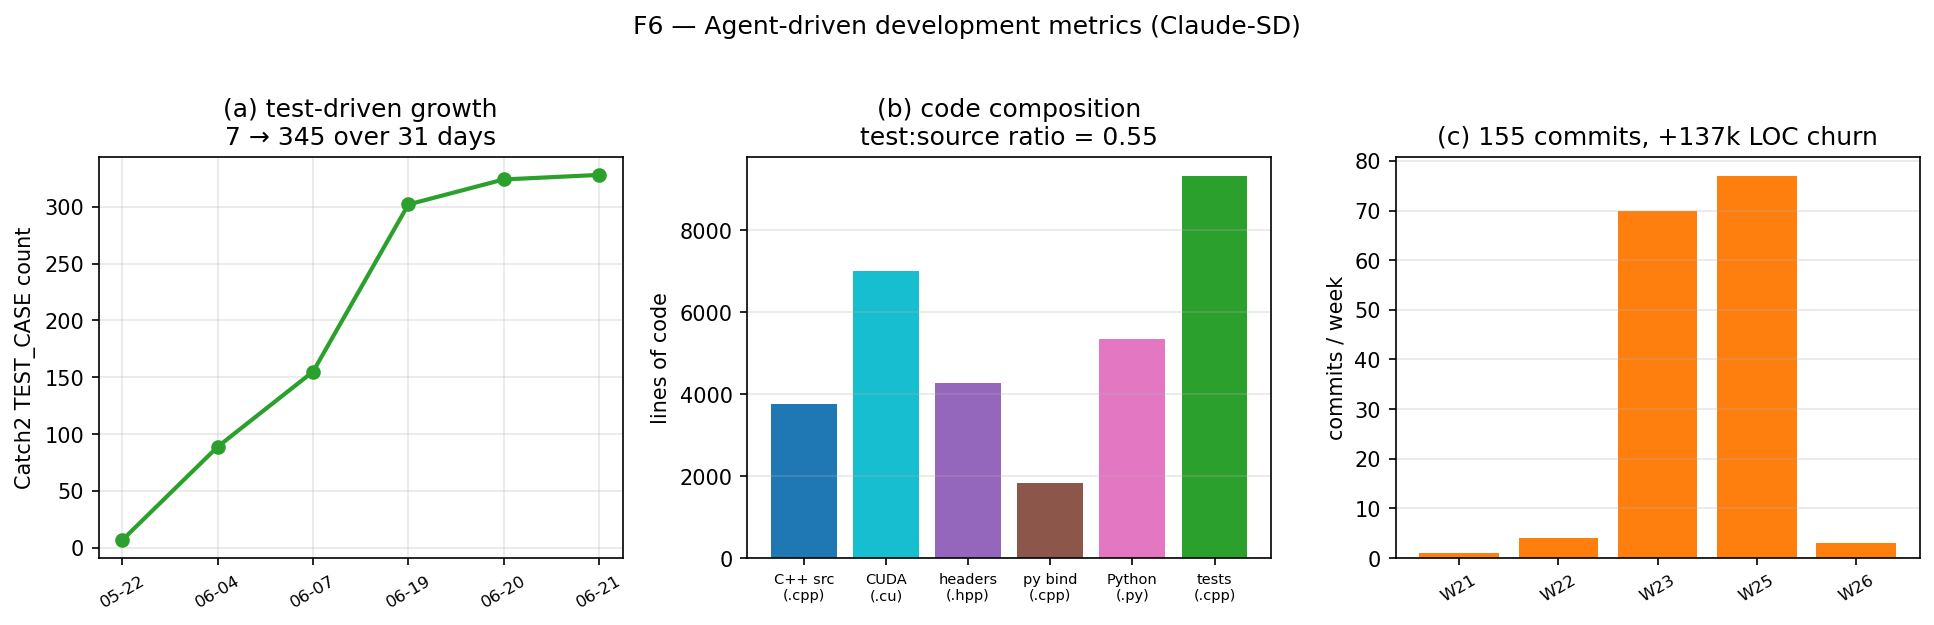 F6 — Agent-driven development metrics (Claude-SD)
(a) test-driven growth
7 → 345 over 31 days
Catch2 TEST_CASE count
300
250
200
150
100
50
0
05-22
06-04
06-07
06-19
06-20
06-21
(b) code composition
test:source ratio = 0.55
lines of code
8000
6000
4000
2000
0
C++ src
(.cpp)
CUDA
(.cu)
headers
(.hpp)
py bind
(.cpp)
Python
(.py)
tests
(.cpp)
(c) 155 commits, +137k LOC churn
commits / week
80
70
60
50
40
30
20
10
0
W21
W22
W23
W25
W26